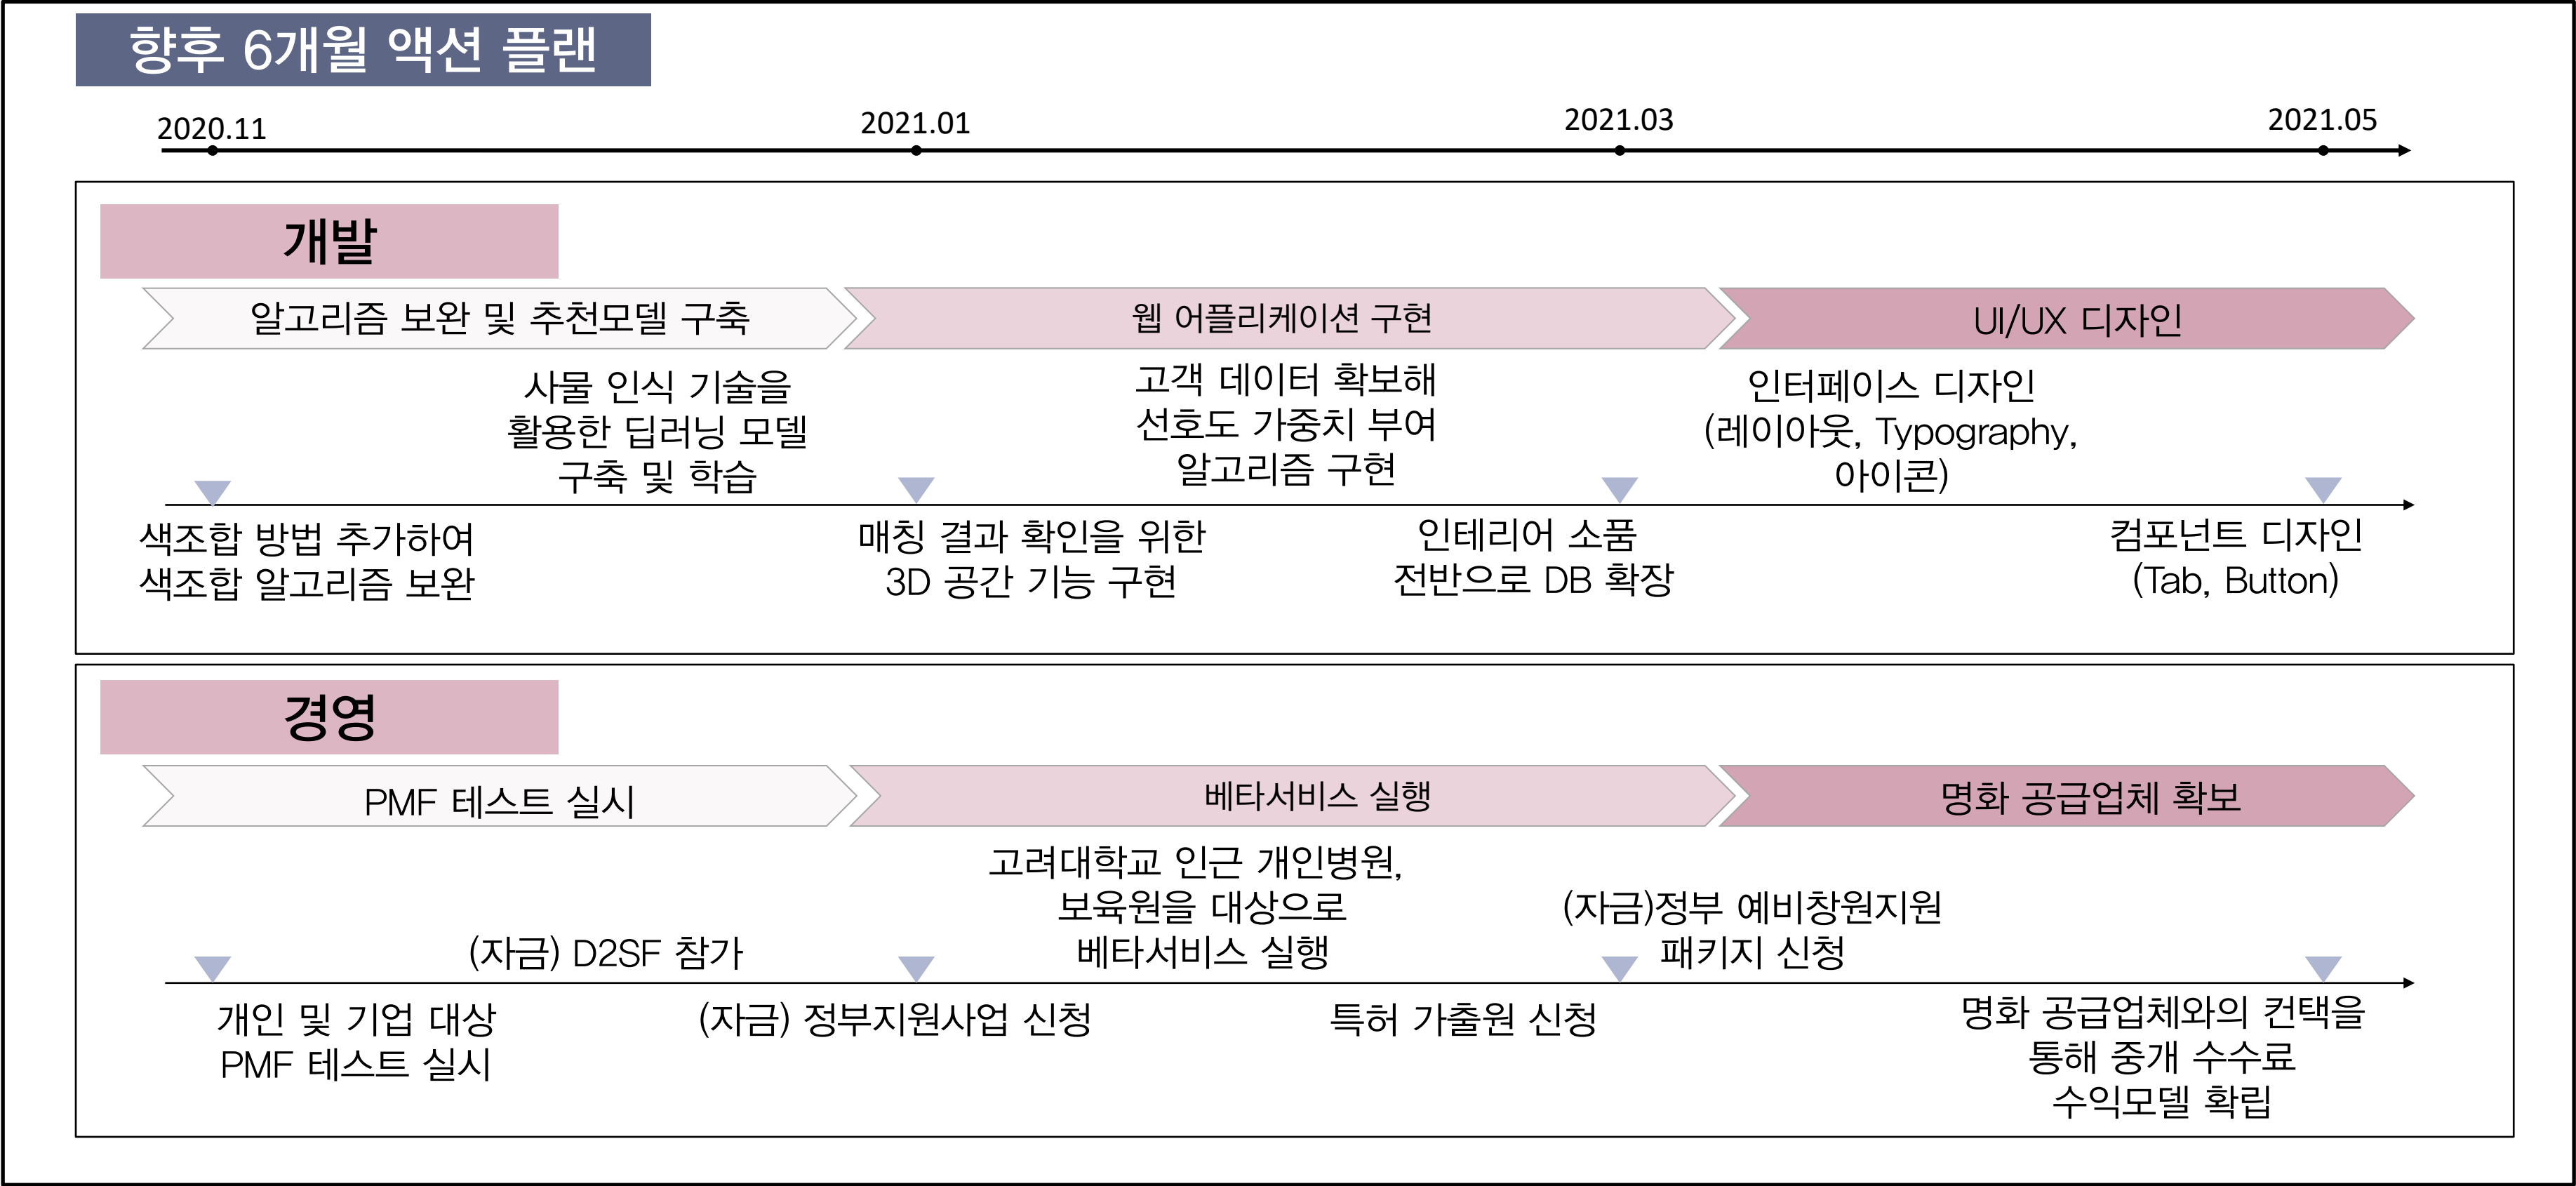 향후 6개월 액션 플랜
2020.11
2021.01
2021.03
2021.05
개발
알고리즘 보완 및 추천모델 구축
웹 어플리케이션 구현
UI/UX 디자인
사물 인식 기술을
활용한 딥러닝 모델
구축 및 학습
고객 데이터 확보해
선호도 가중치 부여
알고리즘 구현
인터페이스 디자인
(레이아웃, Typography,
아이콘)
색조합 방법 추가하여
색조합 알고리즘 보완
매칭 결과 확인을 위한
3D 공간 기능 구현
인테리어 소품
전반으로 DB 확장
컴포넌트 디자인
(Tab, Button)
경영
PMF 테스트 실시
베타서비스 실행
명화 공급업체 확보
(자금) D2SF 참가
고려대학교 인근 개인병원,
보육원을 대상으로
베타서비스 실행
(자금)정부 예비창원지원
패키지 신청
개인 및 기업 대상
PMF 테스트 실시
(자금) 정부지원사업 신청
특허 가출원 신청
명화 공급업체와의 컨택을
통해 중개 수수료
수익모델 확립